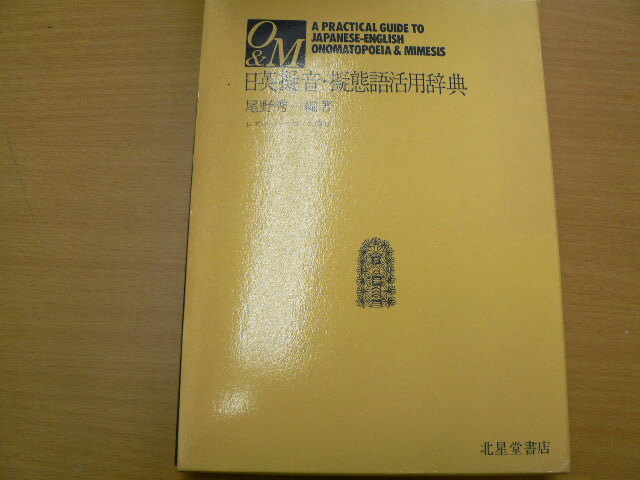 O
&M
A PRACTICAL GUIDE TO
JAPANESE-ENGLISH
ONOMATOPOEIA & MIMESIS
日英擬音・擬態語活用辞典
尾野秀一編著
北星堂書店